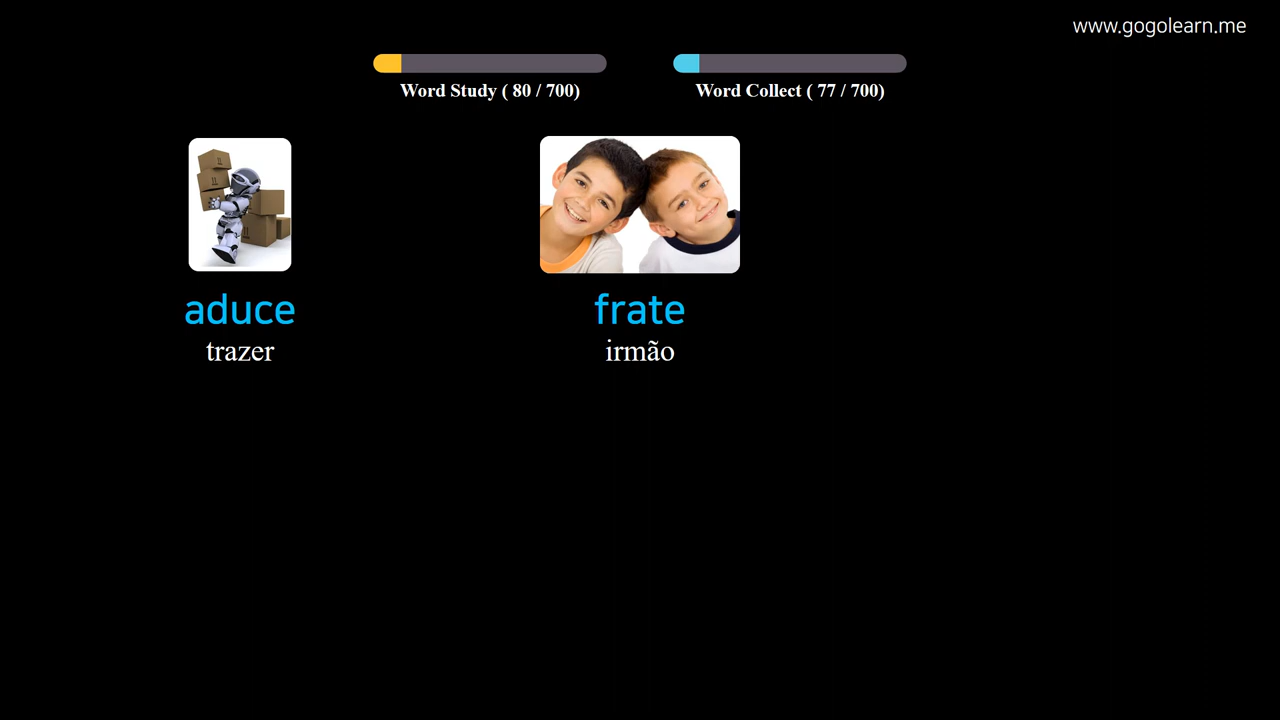 www.gogolearn.me
Word Study ( 80 / 700)
Word Collect ( 77 / 700)
aduce
trazer
frate
irmão